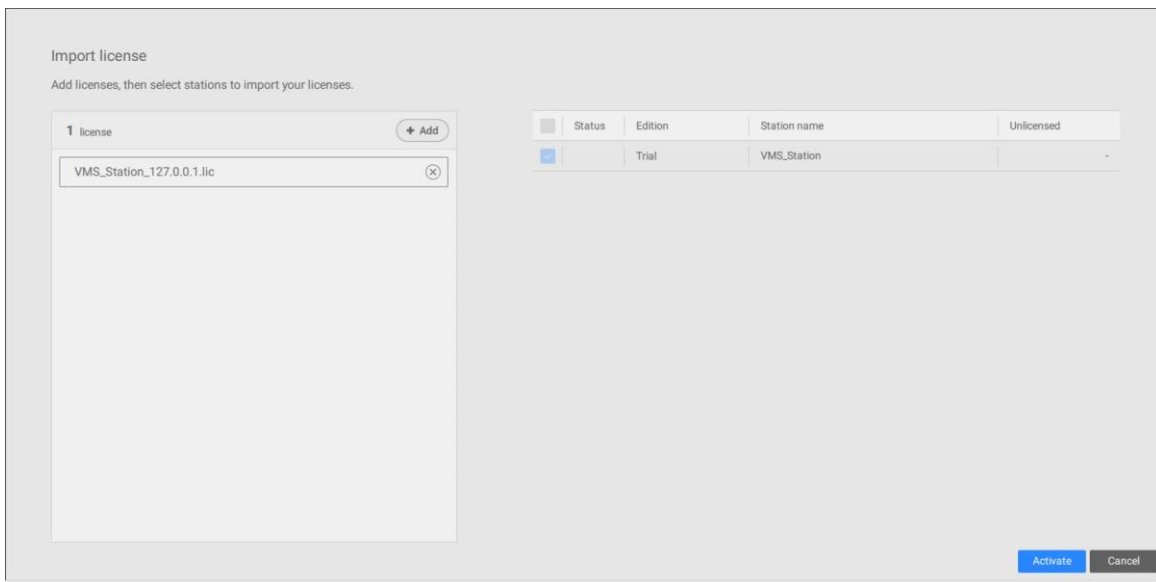 Import license
Add licenses, then select stations to import your licenses.
1 license
+ Add
VMS_Station_127.0.0.1.lic
Status Edition Station name Unlicensed
Trial VMS_Station -
Activate Cancel